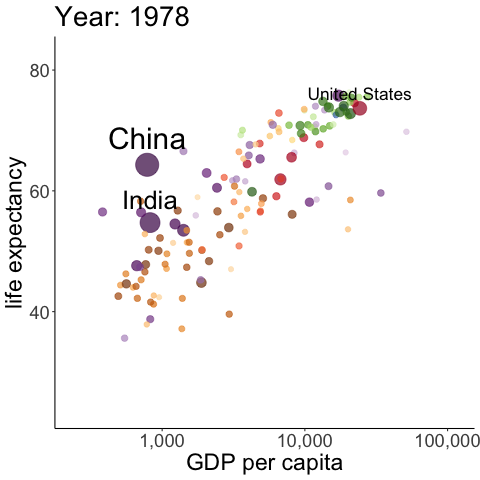 Year: 1978
80
United States
China
60
India
40
life expectancy
1,000
10,000
100,000
GDP per capita